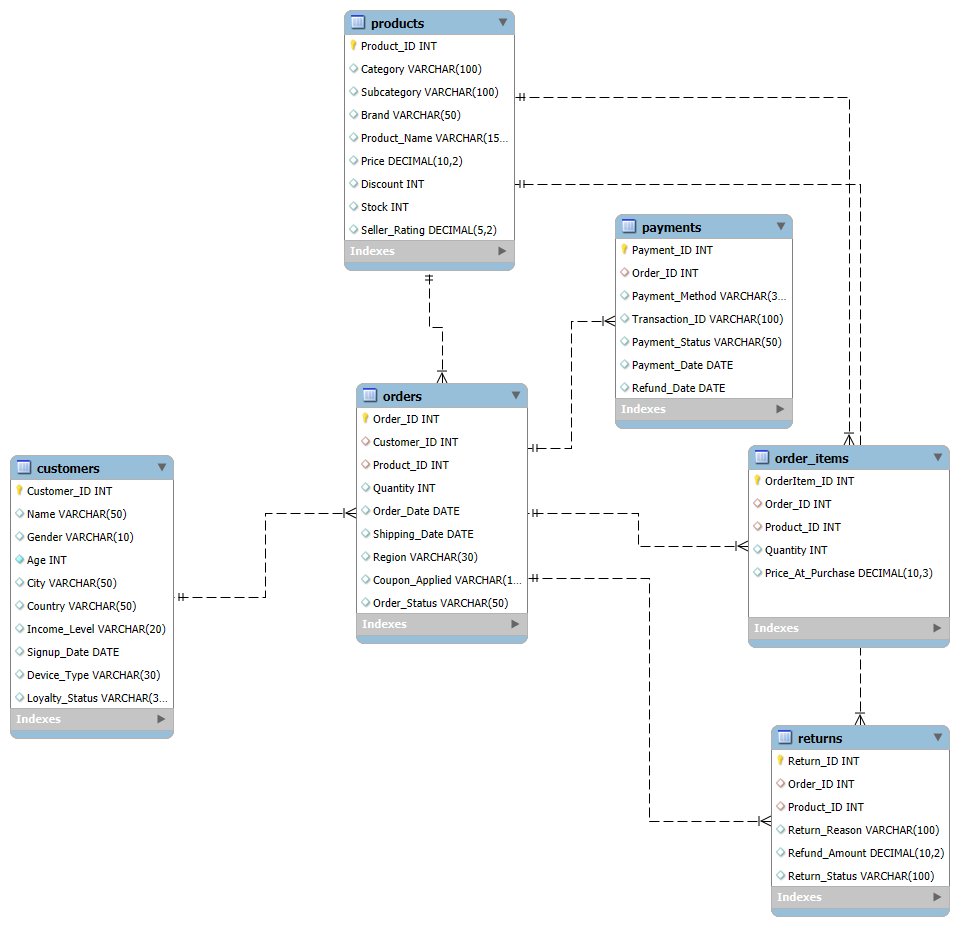 products
Product_ID INT
Category VARCHAR(100)
Subcategory VARCHAR(100)
Brand VARCHAR(50)
Product_Name VARCHAR(15...
Price DECIMAL(10,2)
Discount INT
Stock INT
Seller_Rating DECIMAL(5,2)
Indexes
payments
Payment_ID INT
Order_ID INT
Payment_Method VARCHAR(3...
Transaction_ID VARCHAR(100)
Payment_Status VARCHAR(50)
Payment_Date DATE
Refund_Date DATE
Indexes
orders
Order_ID INT
Customer_ID INT
Product_ID INT
Quantity INT
Order_Date DATE
Shipping_Date DATE
Region VARCHAR(30)
Coupon_Applied VARCHAR(1...
Order_Status VARCHAR(50)
Indexes
customers
Customer_ID INT
Name VARCHAR(50)
Gender VARCHAR(10)
Age INT
City VARCHAR(50)
Country VARCHAR(50)
Income_Level VARCHAR(20)
Signup_Date DATE
Device_Type VARCHAR(30)
Loyalty_Status VARCHAR(3...
Indexes
order_items
OrderItem_ID INT
Order_ID INT
Product_ID INT
Quantity INT
Price_At_Purchase DECIMAL(10,3)
Indexes
returns
Return_ID INT
Order_ID INT
Product_ID INT
Return_Reason VARCHAR(100)
Refund_Amount DECIMAL(10,2)
Return_Status VARCHAR(100)
Indexes